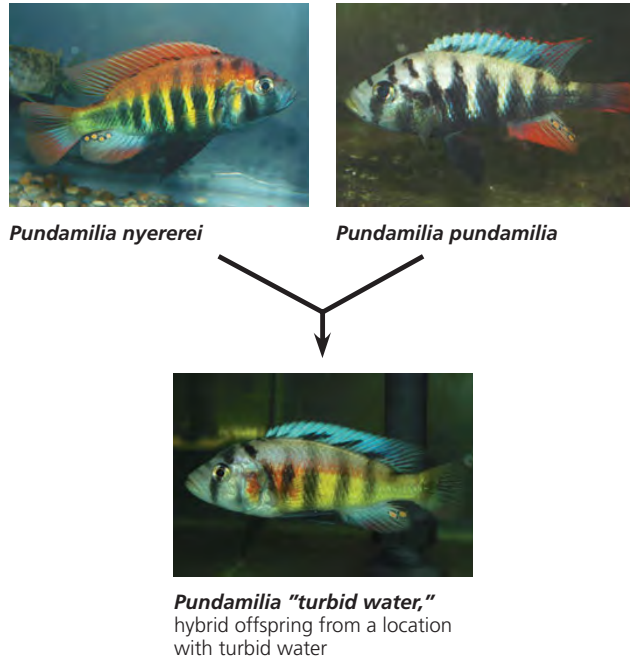 Pundamilia nyererei
Pundamilia pundamilia
Pundamilia "turbid water,"
hybrid offspring from a location
with turbid water